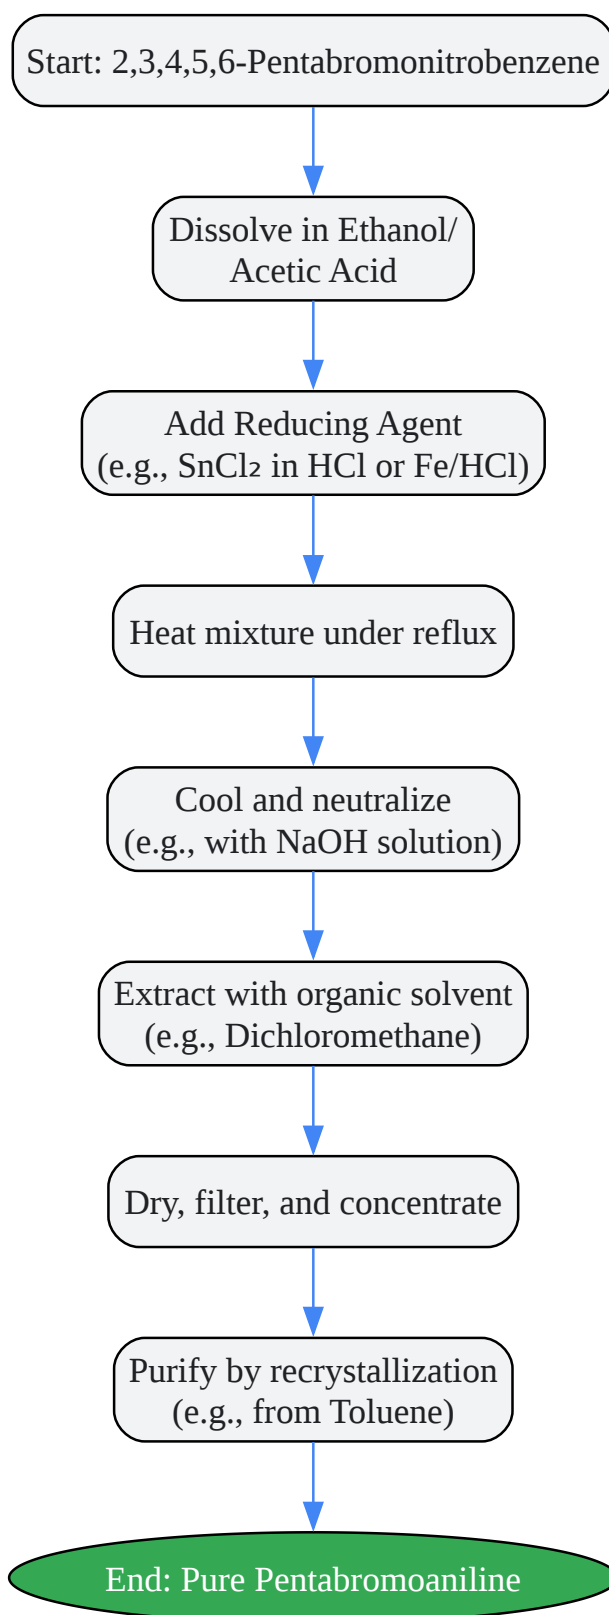 Start: 2,3,4,5,6-Pentabromonitrobenzene
Dissolve in Ethanol/
Acetic Acid
Add Reducing Agent
(e.g., SnCl₂ in HCl or Fe/HCl)
Heat mixture under reflux
Cool and neutralize
(e.g., with NaOH solution)
Extract with organic solvent
(e.g., Dichloromethane)
Dry, filter, and concentrate
Purify by recrystallization
(e.g., from Toluene)
End: Pure Pentabromoaniline